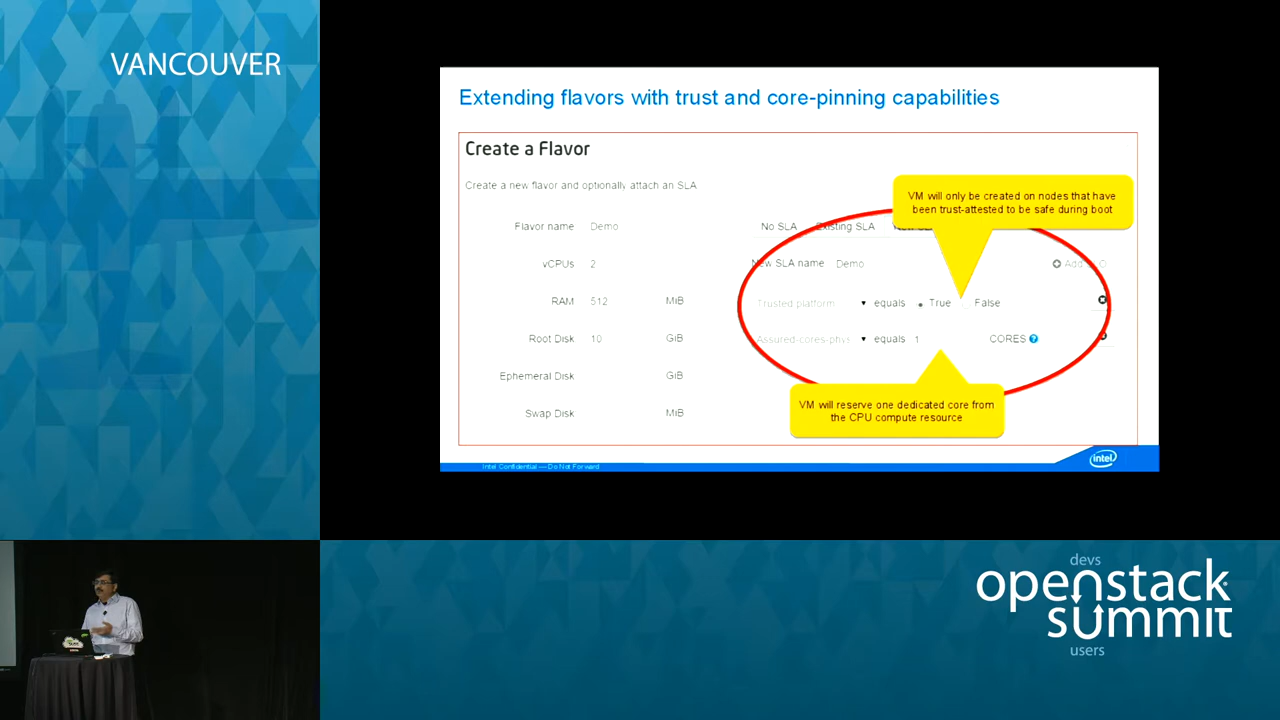 VANCOUVER
Extending flavors with trust and core-pinning capabilities
Create a Flavor
Create a new flavor and optionally attach an SLA
VM will only be created on nodes that have
been trust-attested to be safe during boot
Flavor name Demo
No SLA Existing SLA
vCPUs 2
New SLA name Demo
Add
RAM 512 MiB
Trusted platform equals True False
Root Disk 10 GiB
Assured-cores-phys equals 1 CORES ?
Ephemeral Disk GiB
Swap Disk MiB
VM will reserve one dedicated core from
the CPU compute resource
Intel Confidential — Do Not Forward
intel
devs
openstack
summit
users